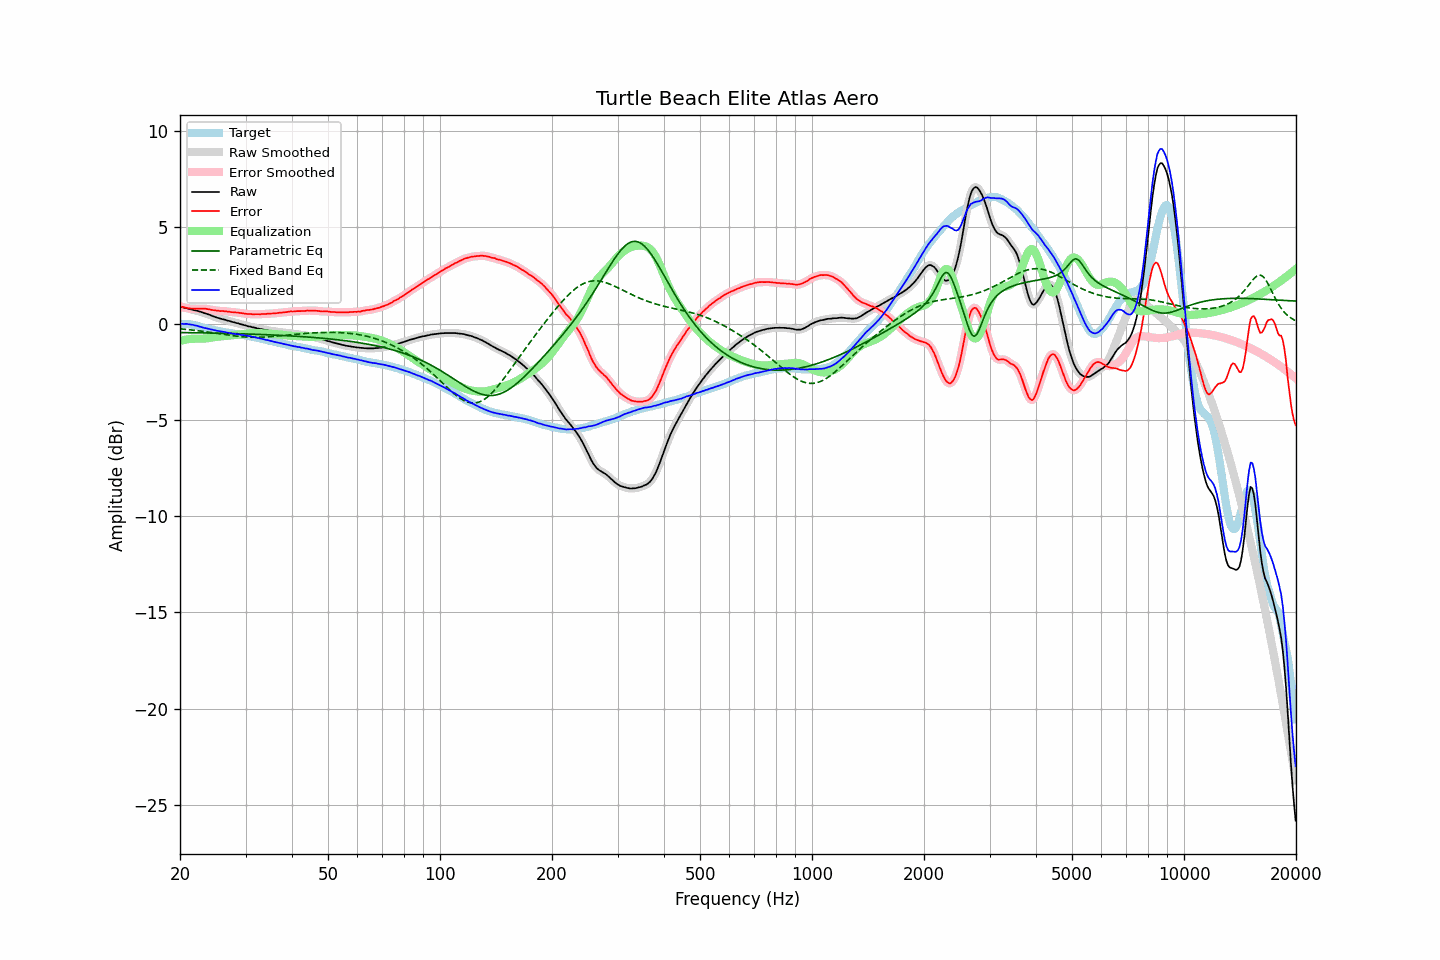 Turtle Beach Elite Atlas Aero
Target
Raw Smoothed
Error Smoothed
Raw
Error
Equalization
Parametric Eq
Fixed Band Eq
Equalized
10
5
0
−5
−10
−15
−20
−25
Amplitude (dBr)
20 50 100 200 500 1000 2000 5000 10000 20000
Frequency (Hz)